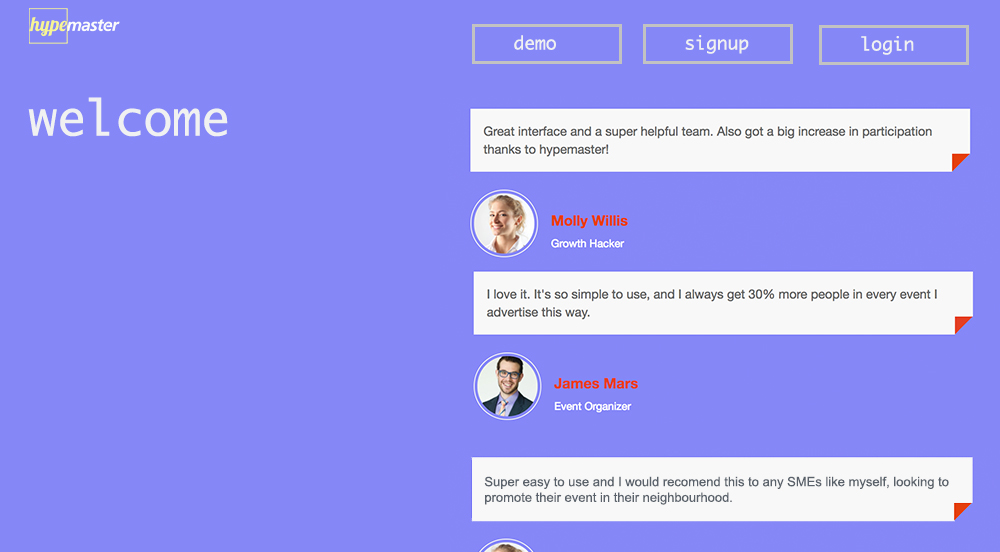 hypemaster
demo
signup
login
welcome
Great interface and a super helpful team. Also got a big increase in participation
thanks to hypemaster!
Molly Willis
Growth Hacker
I love it. It's so simple to use, and I always get 30% more people in every event I
advertise this way.
James Mars
Event Organizer
Super easy to use and I would recomend this to any SMEs like myself, looking to
promote their event in their neighbourhood.